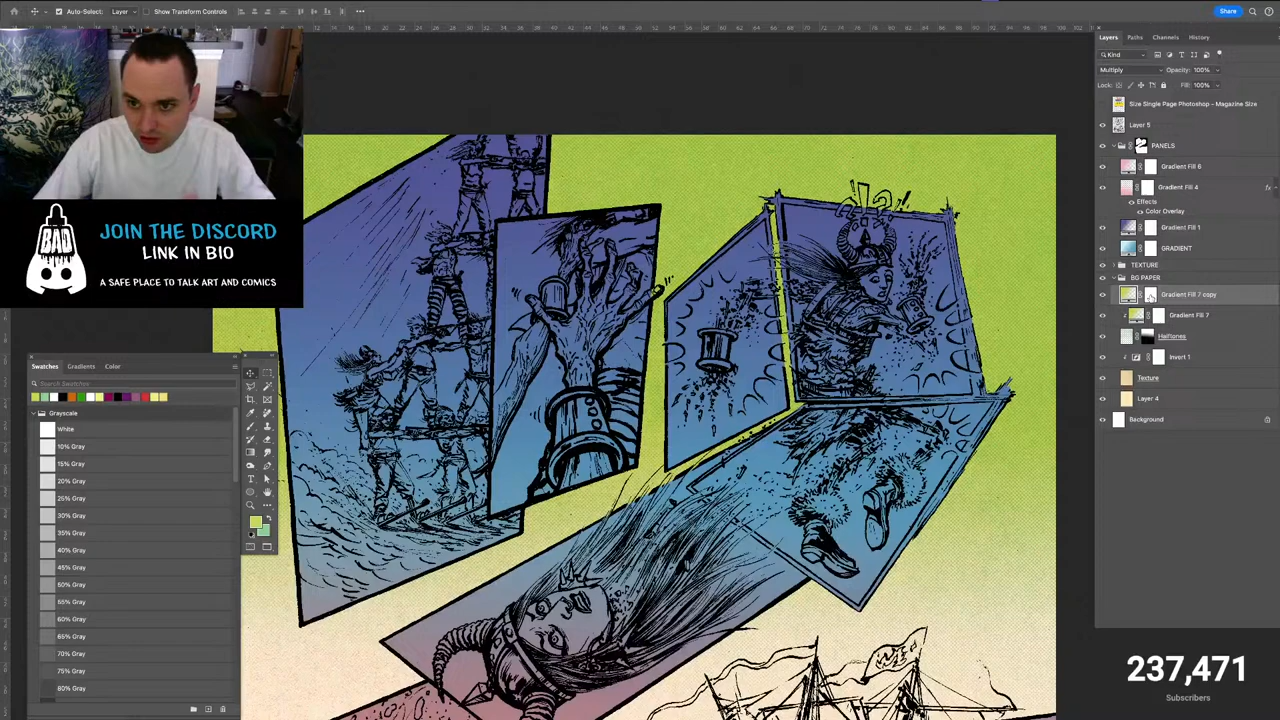 Auto-Select:
Layer
Show Transform Controls
Share
JOIN THE DISCORD
LINK IN BIO
A SAFE PLACE TO TALK ART AND COMICS
BAD
!?
Swatches
Gradients
Color
Search Swatches
Grayscale
White
10% Gray
15% Gray
20% Gray
25% Gray
30% Gray
35% Gray
40% Gray
45% Gray
50% Gray
55% Gray
60% Gray
65% Gray
70% Gray
75% Gray
80% Gray
Layers
Paths
Channels
History
Kind
Multiply
Opacity: 100%
Lock:
Fill: 100%
Size Single Page Photoshop - Magazine Size
Layer 5
PANELS
Gradient Fill 6
Gradient Fill 4
fx
Effects
Color Overlay
Gradient Fill 1
GRADIENT
TEXTURE
BG PAPER
Gradient Fill 7 copy
Gradient Fill 7
Halftones
Invert 1
Texture
Layer 4
Background
237,471
Subscribers